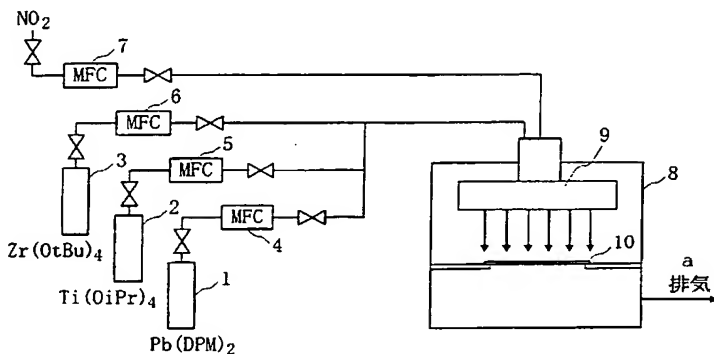 NO2
7
MFC
6
MFC
5
MFC
4
MFC
3
Zr(OtBu)4
2
Ti(OiPr)4
1
Pb(DPM)2
9
8
10
a
排気